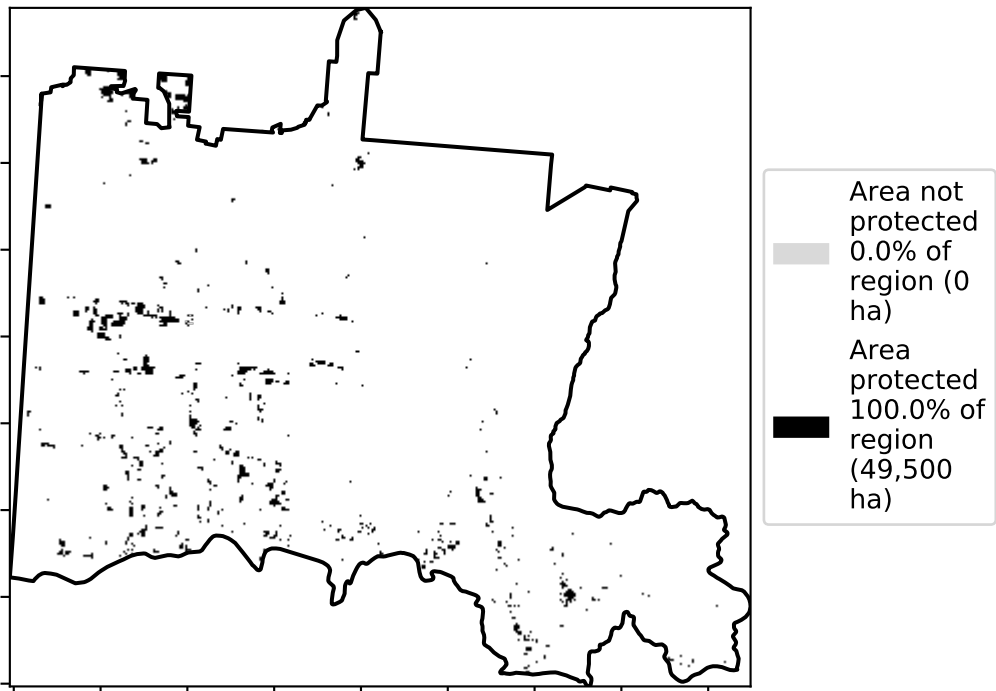 Area not
protected
0.0% of
region (0
ha)
Area
protected
100.0% of
region
(49,500
ha)